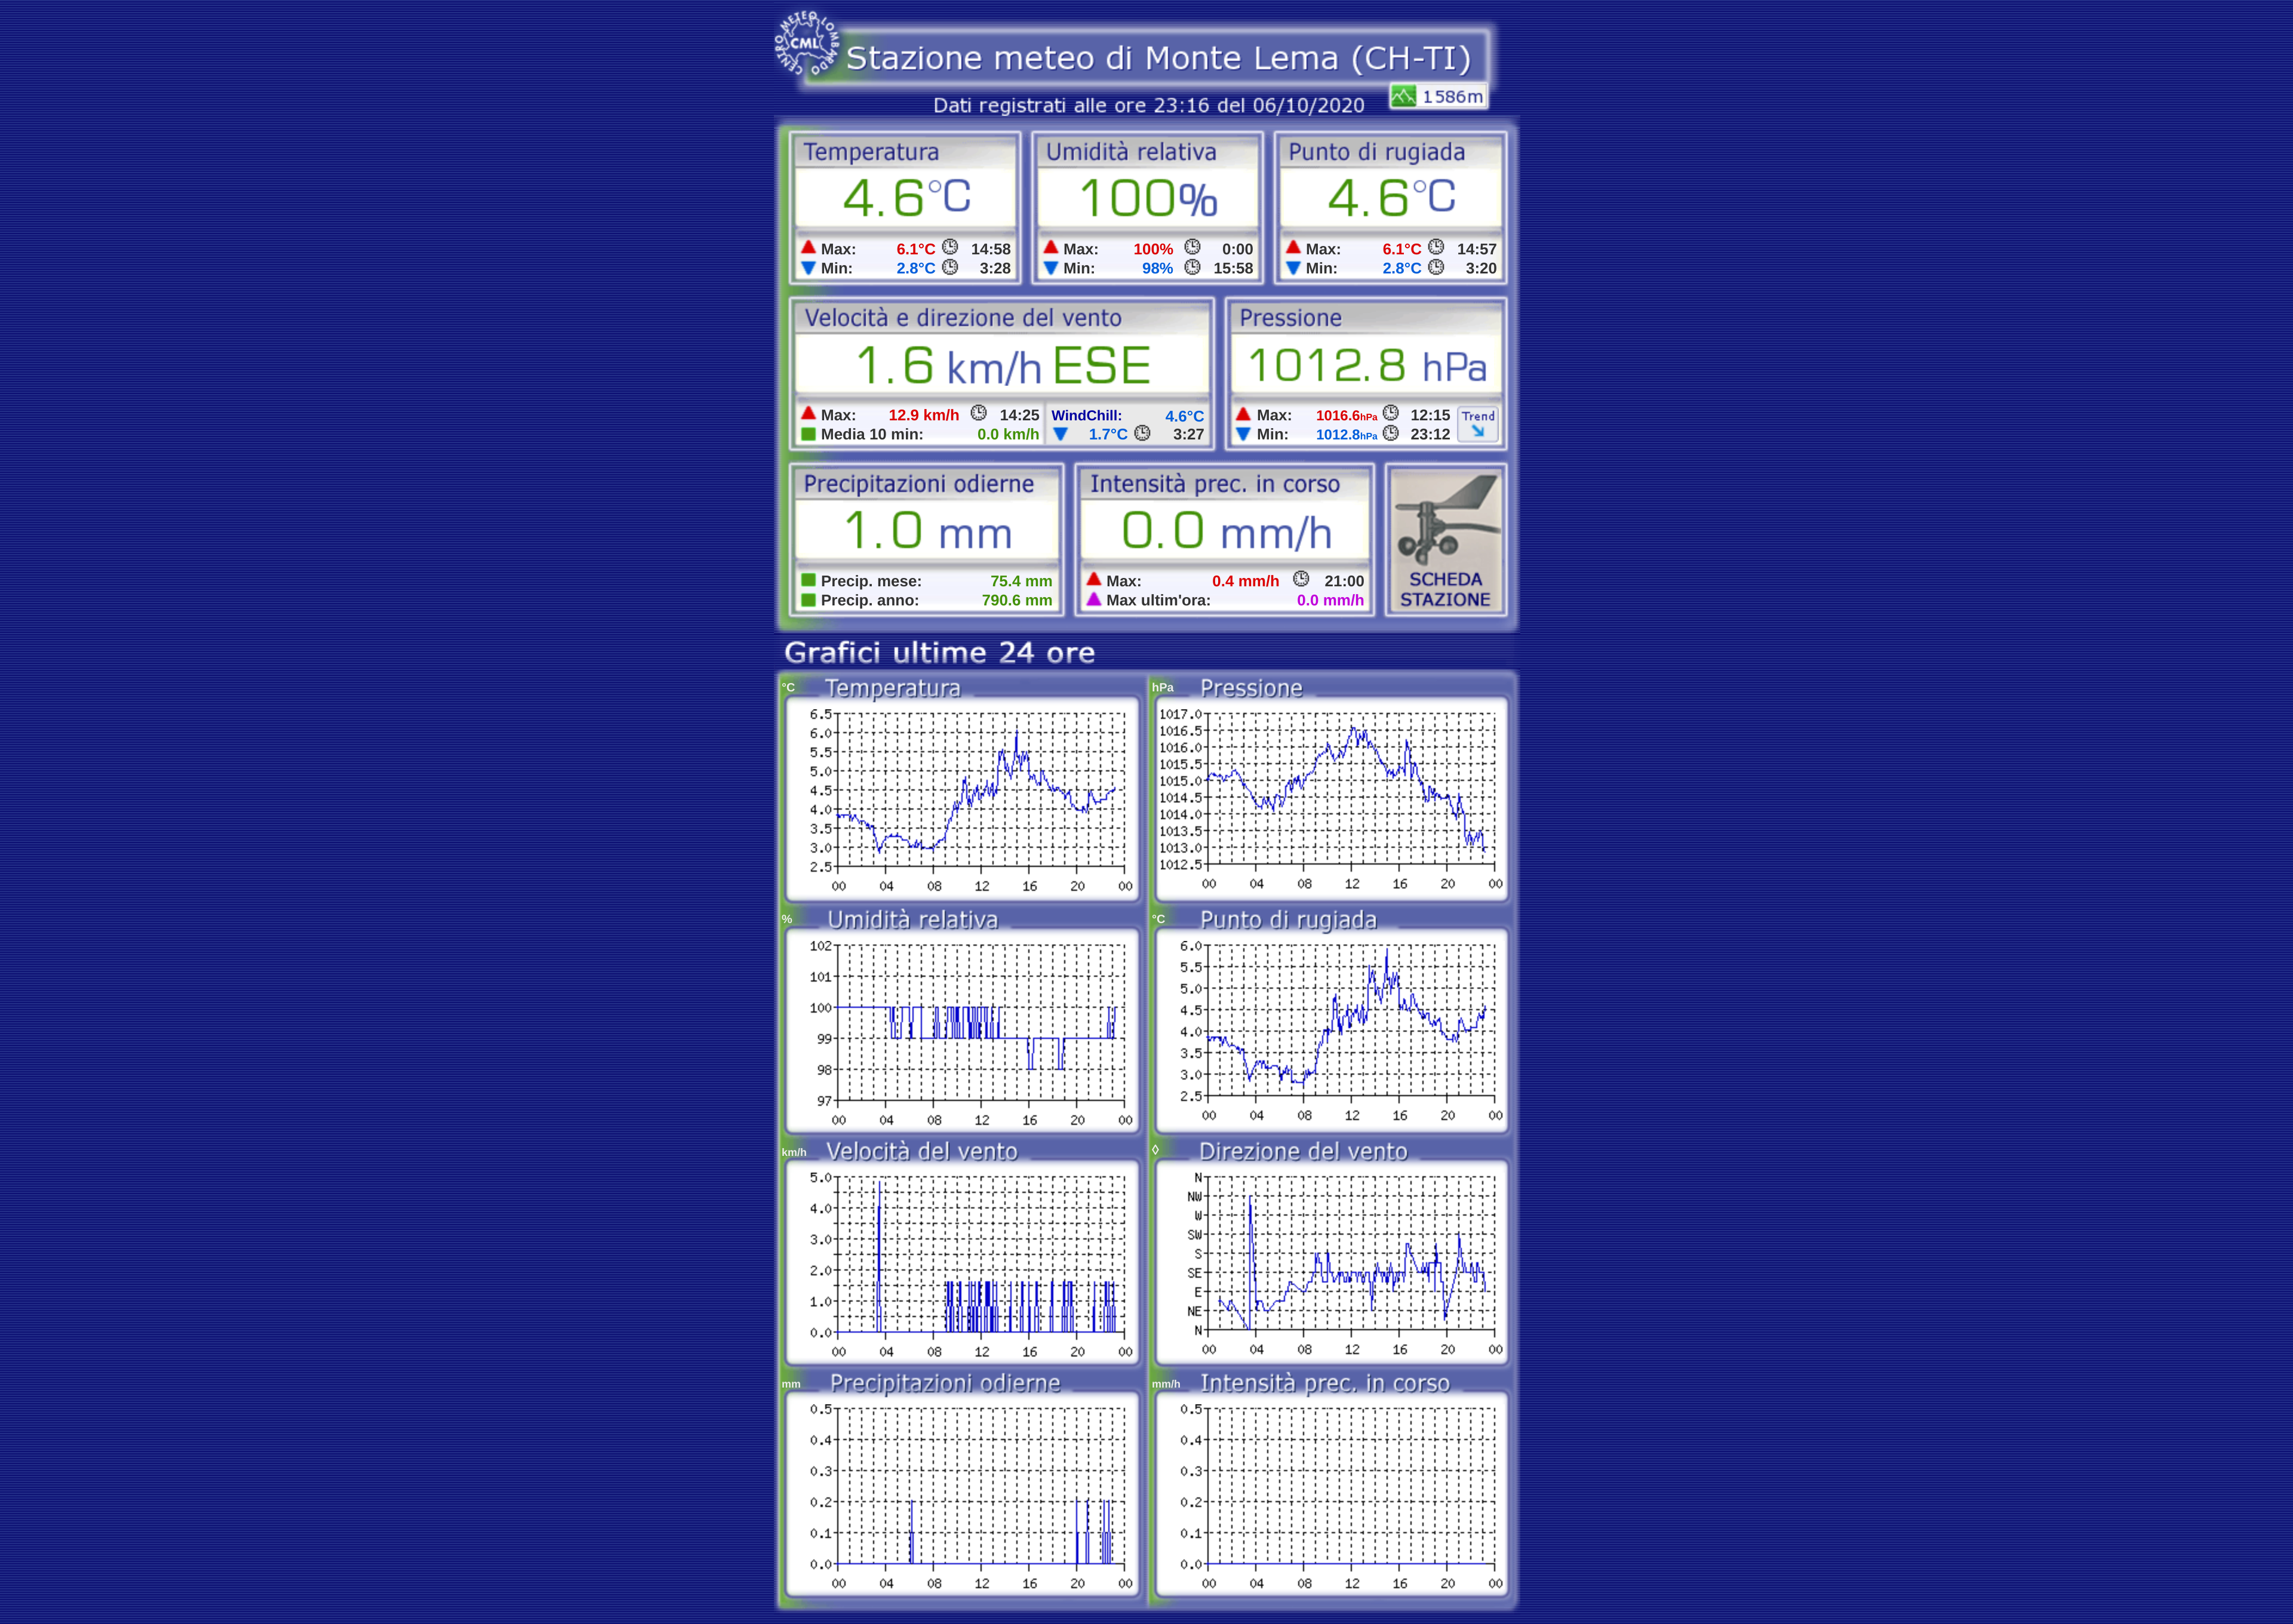 CENTRO METEO LOMBARDO
CML
Stazione meteo di Monte Lema (CH-TI)
1586m
Dati registrati alle ore 23:16 del 06/10/2020
Temperatura
4.6°C
Max: 6.1°C 14:58
Min: 2.8°C 3:28
Umidità relativa
100%
Max: 100% 0:00
Min: 98% 15:58
Punto di rugiada
4.6°C
Max: 6.1°C 14:57
Min: 2.8°C 3:20
Velocità e direzione del vento
1.6 km/h ESE
Max: 12.9 km/h 14:25
Media 10 min: 0.0 km/h
WindChill: 4.6°C
1.7°C 3:27
Pressione
1012.8 hPa
Max: 1016.6hPa 12:15
Min: 1012.8hPa 23:12
Trend
Precipitazioni odierne
1.0 mm
Precip. mese: 75.4 mm
Precip. anno: 790.6 mm
Intensità prec. in corso
0.0 mm/h
Max: 0.4 mm/h 21:00
Max ultim'ora: 0.0 mm/h
SCHEDA
STAZIONE
Grafici ultime 24 ore
°C Temperatura
6.5
6.0
5.5
5.0
4.5
4.0
3.5
3.0
2.5
00 04 08 12 16 20 00
hPa Pressione
1017.0
1016.5
1016.0
1015.5
1015.0
1014.5
1014.0
1013.5
1013.0
1012.5
00 04 08 12 16 20 00
% Umidità relativa
102
101
100
99
98
97
00 04 08 12 16 20 00
°C Punto di rugiada
6.0
5.5
5.0
4.5
4.0
3.5
3.0
2.5
00 04 08 12 16 20 00
km/h Velocità del vento
5.0
4.0
3.0
2.0
1.0
0.0
00 04 08 12 16 20 00
◊ Direzione del vento
N
NW
W
SW
S
SE
E
NE
N
00 04 08 12 16 20 00
mm Precipitazioni odierne
0.5
0.4
0.3
0.2
0.1
0.0
00 04 08 12 16 20 00
mm/h Intensità prec. in corso
0.5
0.4
0.3
0.2
0.1
0.0
00 04 08 12 16 20 00